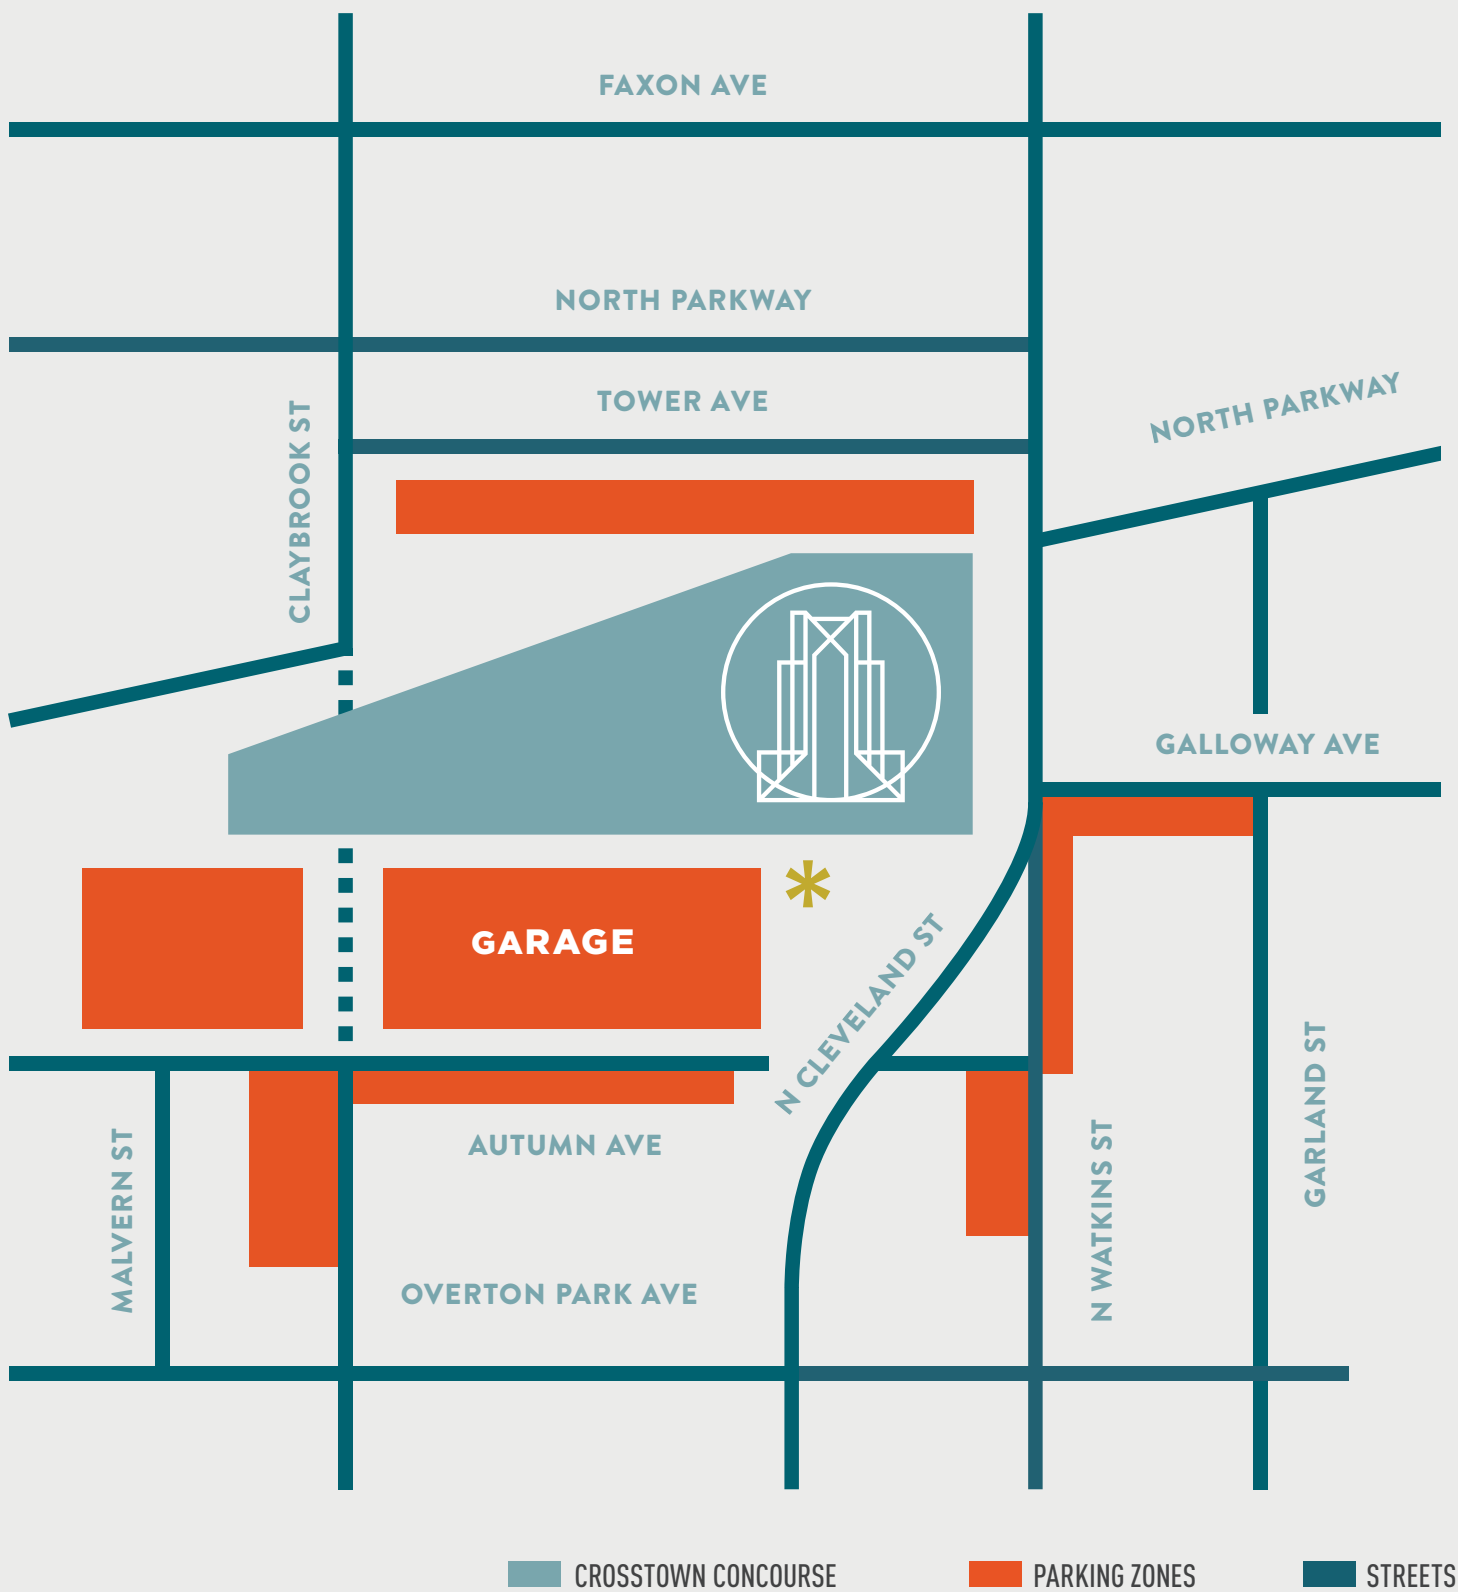 FAXON AVE
NORTH PARKWAY
TOWER AVE
NORTH PARKWAY
CLAYBROOK ST
GALLOWAY AVE
*
GARAGE
N CLEVELAND ST
GARLAND ST
AUTUMN AVE
MALVERN ST
N WATKINS ST
OVERTON PARK AVE
CROSSTOWN CONCOURSE
PARKING ZONES
STREETS